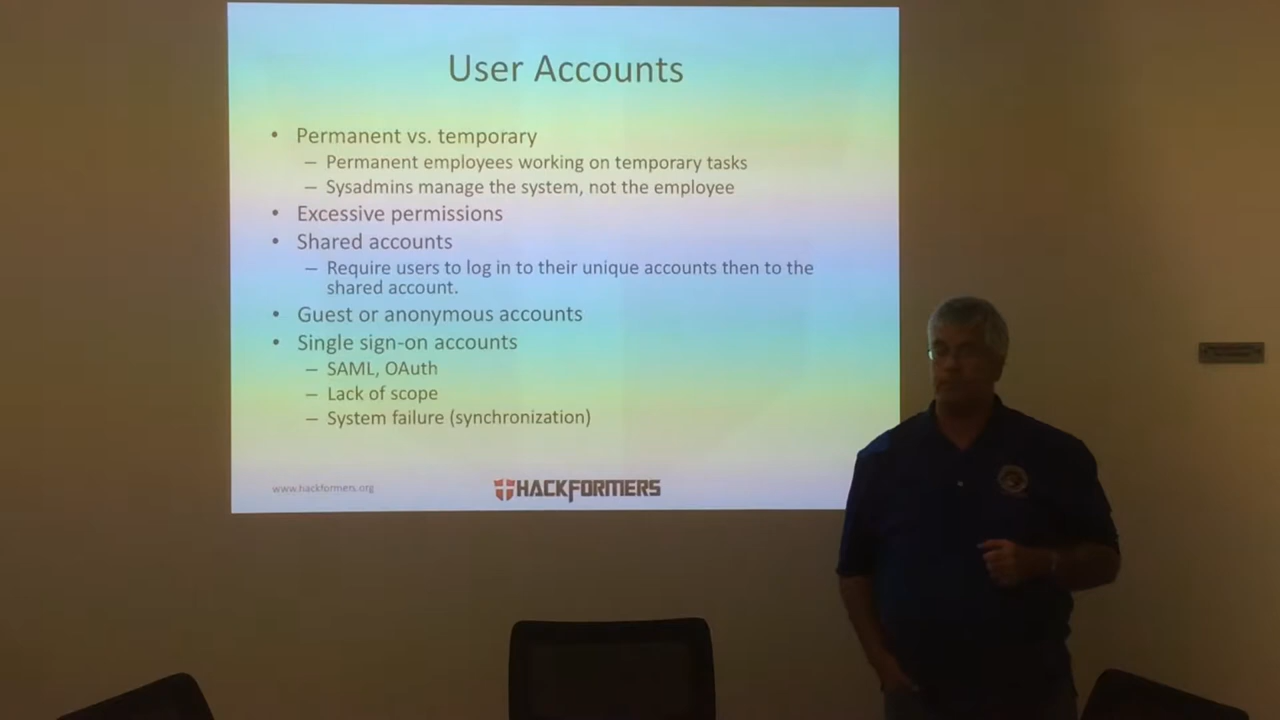 User Accounts
• Permanent vs. temporary
– Permanent employees working on temporary tasks
– Sysadmins manage the system, not the employee
• Excessive permissions
• Shared accounts
– Require users to log in to their unique accounts then to the
shared account.
• Guest or anonymous accounts
• Single sign-on accounts
– SAML, OAuth
– Lack of scope
– System failure (synchronization)
www.hackformers.org
HACKFORMERS